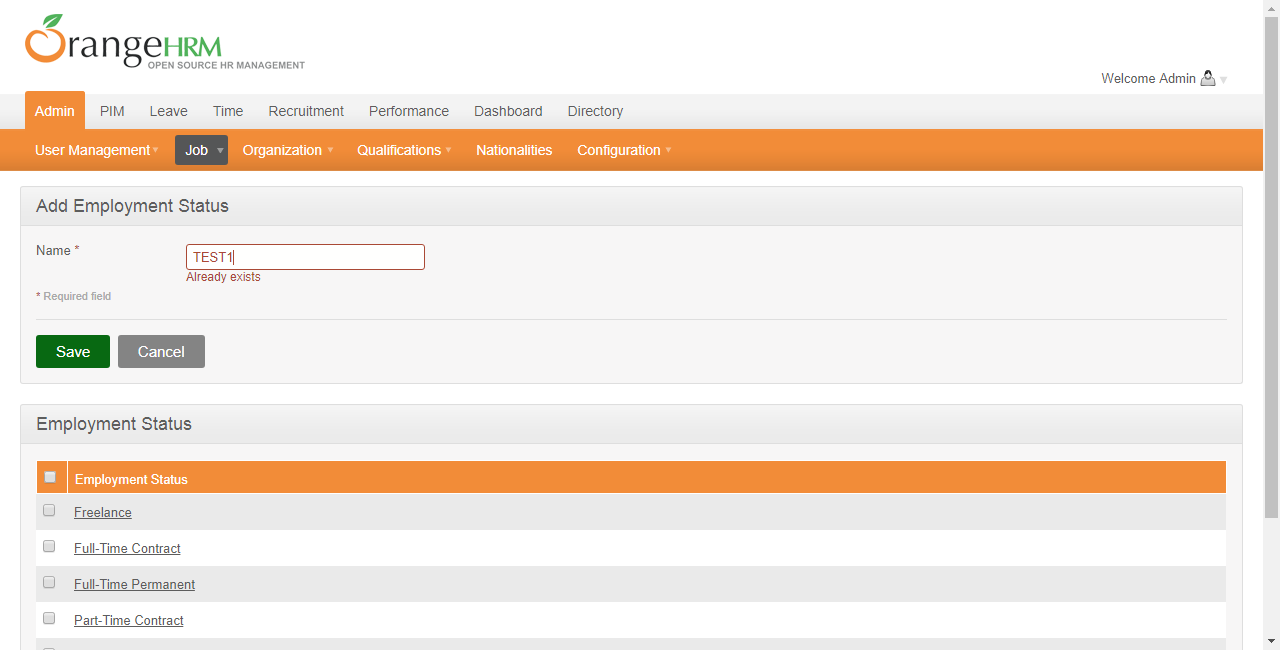 OrangeHRM
OPEN SOURCE HR MANAGEMENT
Welcome Admin
Admin PIM Leave Time Recruitment Performance Dashboard Directory
User Management Job Organization Qualifications Nationalities Configuration
Add Employment Status
Name * TEST1
Already exists
* Required field
Save Cancel
Employment Status
Employment Status
Freelance
Full-Time Contract
Full-Time Permanent
Part-Time Contract